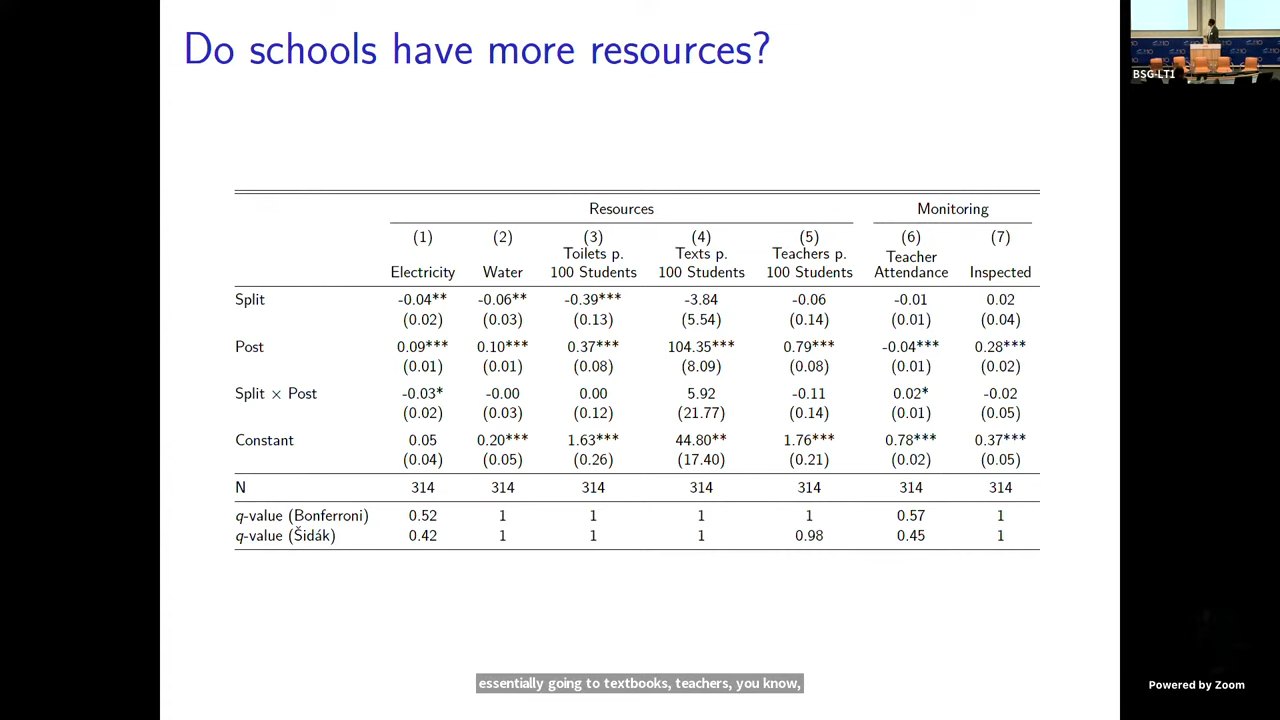 Do schools have more resources?
BSG-LT1
Resources Monitoring
(1) (2) (3) (4) (5) (6) (7)
Electricity Water Toilets p. 100 Students Texts p. 100 Students Teachers p. 100 Students Teacher Attendance Inspected
Split -0.04** -0.06** -0.39*** -3.84 -0.06 -0.01 0.02
(0.02) (0.03) (0.13) (5.54) (0.14) (0.01) (0.04)
Post 0.09*** 0.10*** 0.37*** 104.35*** 0.79*** -0.04*** 0.28***
(0.01) (0.01) (0.08) (8.09) (0.08) (0.01) (0.02)
Split × Post -0.03* -0.00 0.00 5.92 -0.11 0.02* -0.02
(0.02) (0.03) (0.12) (21.77) (0.14) (0.01) (0.05)
Constant 0.05 0.20*** 1.63*** 44.80** 1.76*** 0.78*** 0.37***
(0.04) (0.05) (0.26) (17.40) (0.21) (0.02) (0.05)
N 314 314 314 314 314 314 314
q-value (Bonferroni) 0.52 1 1 1 1 0.57 1
q-value (Šidák) 0.42 1 1 1 0.98 0.45 1
essentially going to textbooks, teachers, you know,
Powered by Zoom